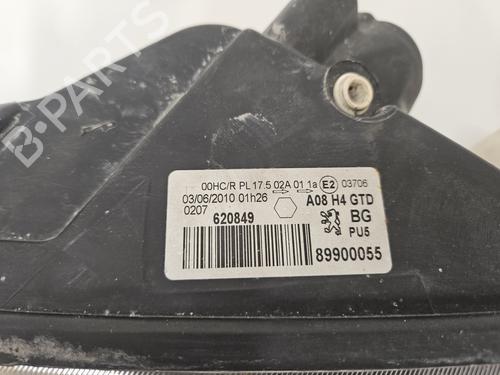 B-PARTS
00HC/R PL 17.5 02A 01 1a E2 03706
03/06/2010 01h26
0207
620849
A08 H4 GTD
BG
PU5
89900055